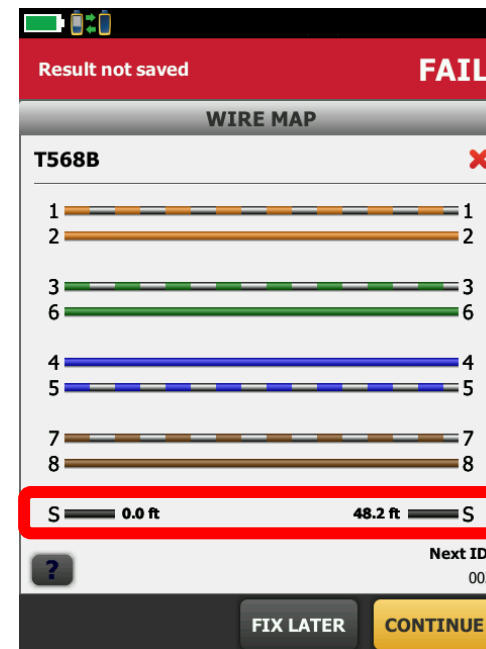 Result not saved FAIL
WIRE MAP
T568B
1 1
2 2
3 3
6 6
4 4
5 5
7 7
8 8
S 0.0 ft 48.2 ft S
?
Next ID
00
FIX LATER CONTINUE